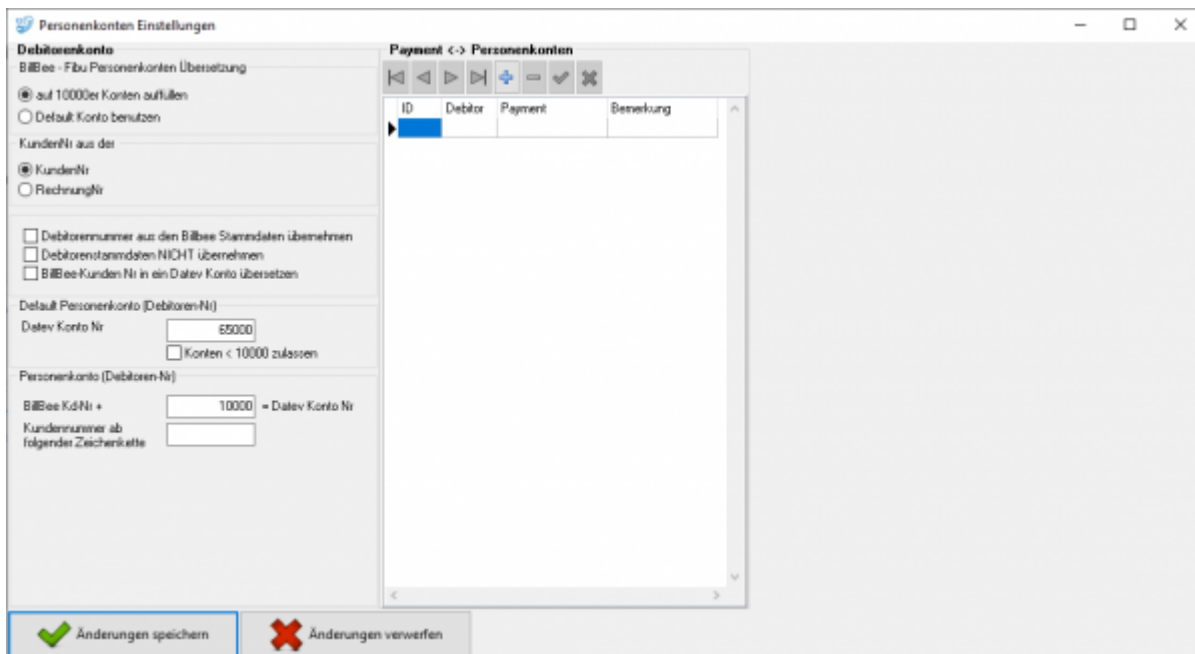 Personenkonten Einstellungen
Debitorenkonto
BillBee - Fibu Personenkonten Übersetzung
auf 10000er Konten auffüllen
Default Konto benutzen
KundenNr aus der
KundenNr
RechnungNr
Debitorennummer aus den Billbee Stammdaten übernehmen
Debitorenstammdaten NICHT übernehmen
BillBee-Kunden Nr in ein Datev Konto übersetzen
Default Personenkonto (Debitoren-Nr)
Datev Konto Nr 65000
Konten < 10000 zulassen
Personenkonto (Debitoren-Nr)
BillBee Kd-Nr + 10000 = Datev Konto Nr
Kundennummer ab
folgender Zeichenkette
Payment <-> Personenkonten
ID Debitor Payment Bemerkung
Änderungen speichern Änderungen verwerfen